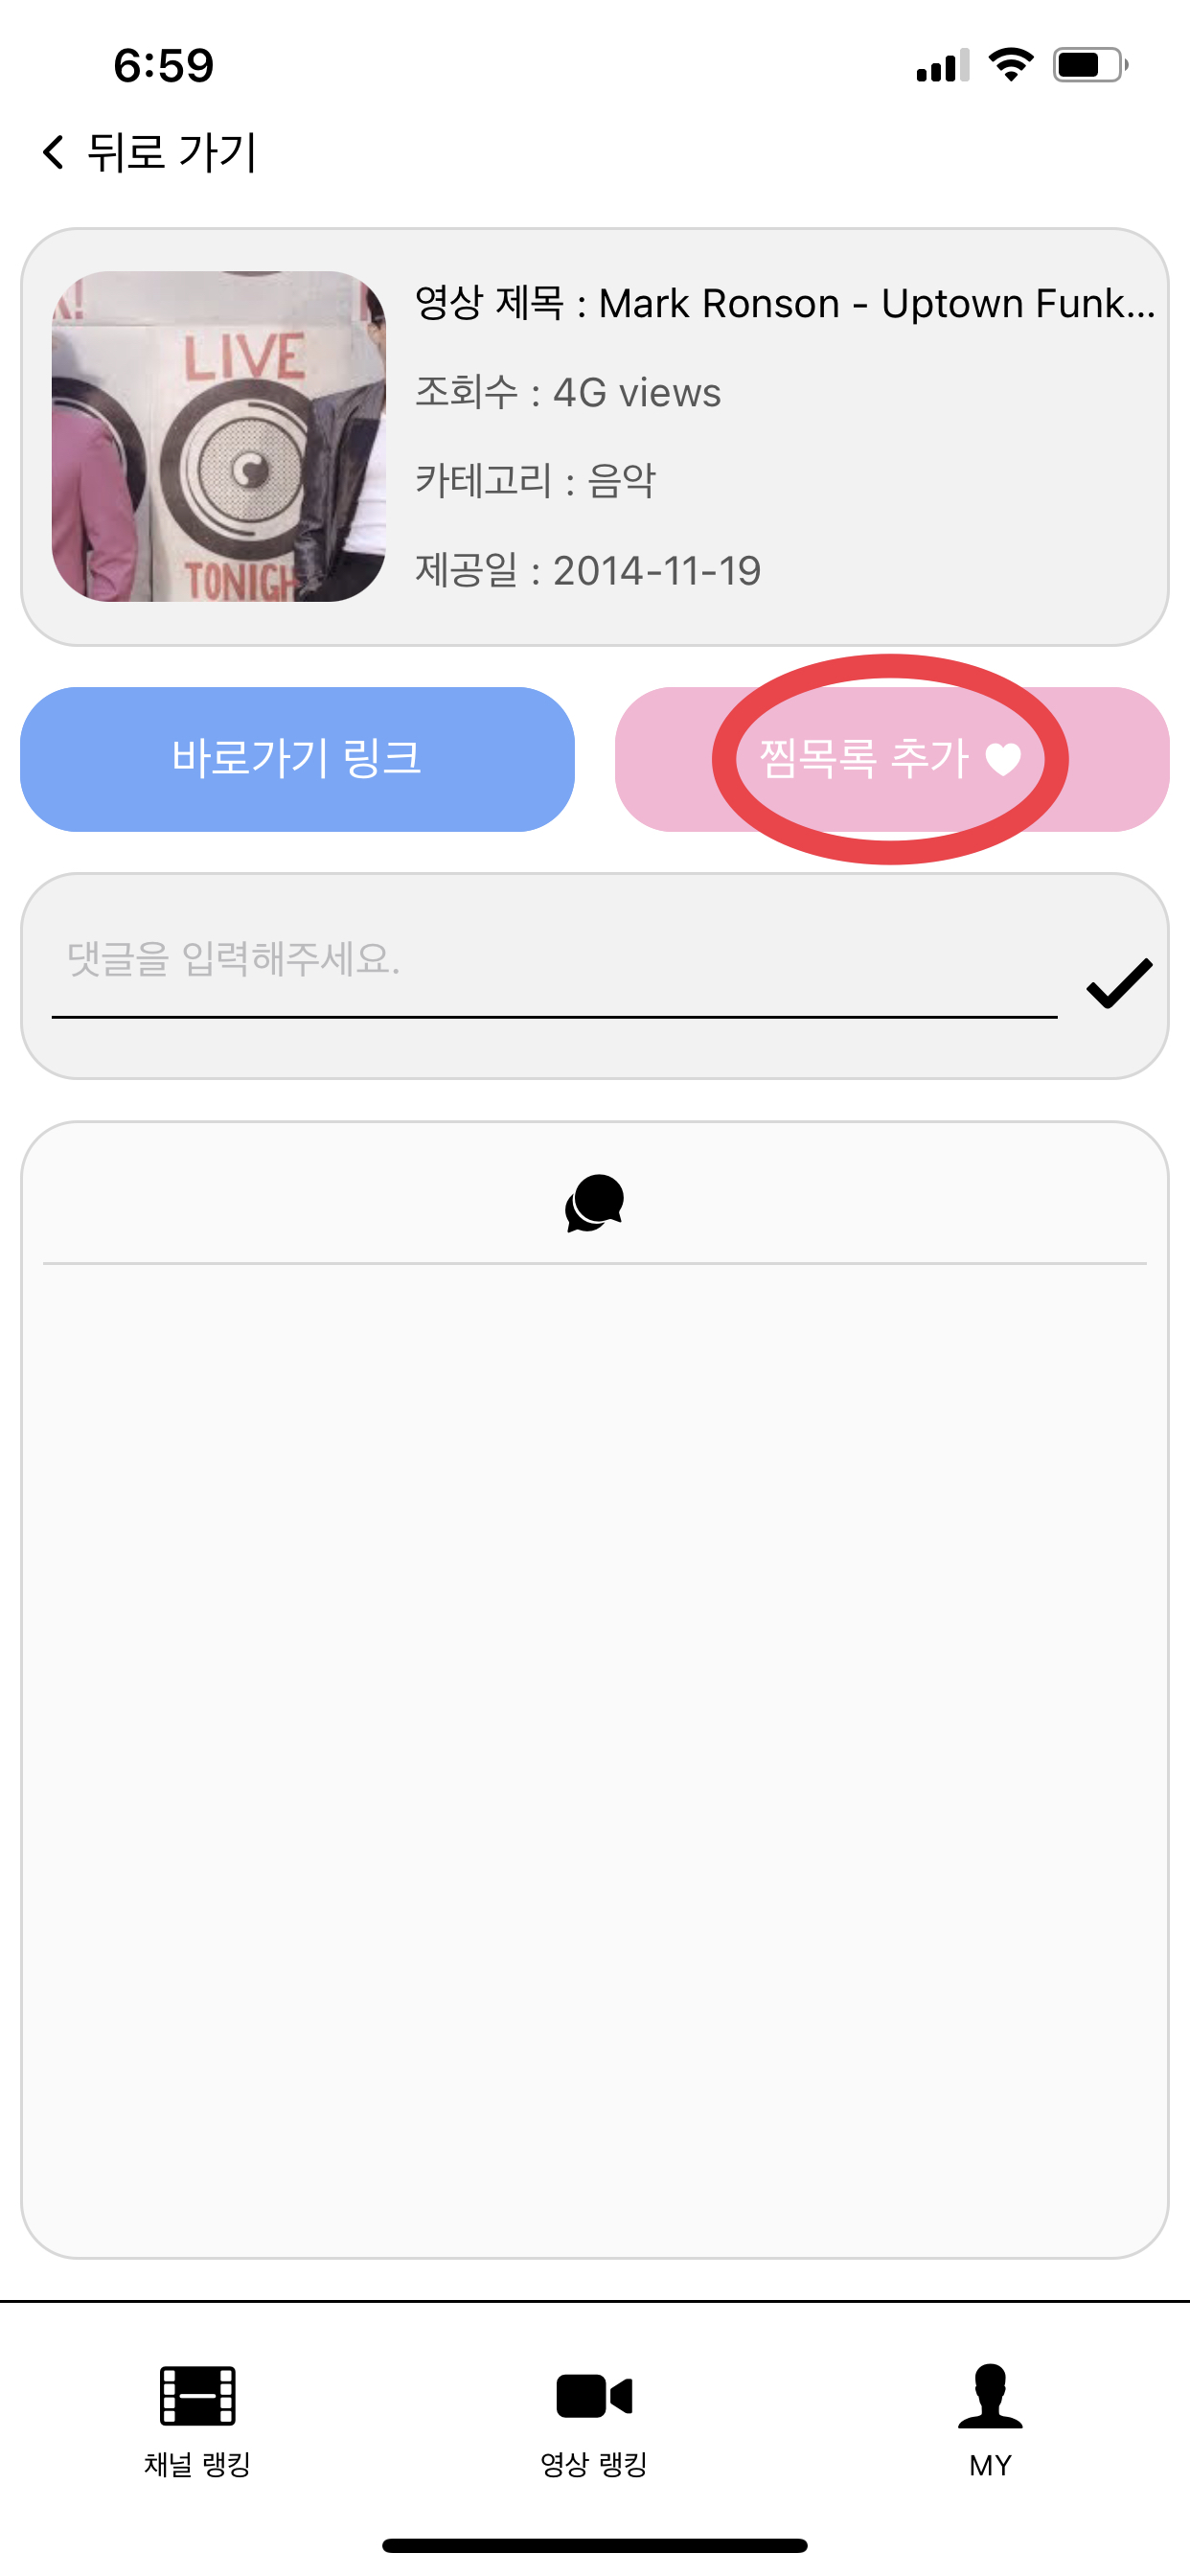 6:59
뒤로 가기
LIVE
TONIGH
영상 제목 : Mark Ronson - Uptown Funk...
조회수 : 4G views
카테고리 : 음악
제공일 : 2014-11-19
바로가기 링크
찜목록 추가
댓글을 입력해주세요.
채널 랭킹
영상 랭킹
MY